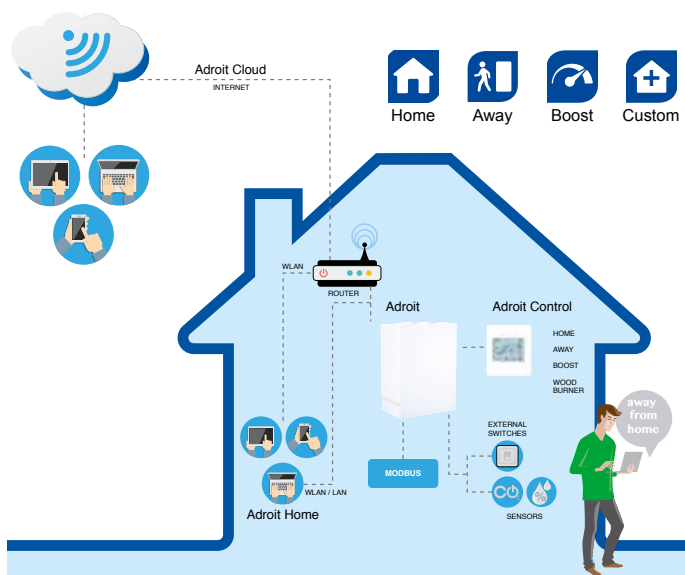 Adroit Cloud
INTERNET
Home
Away
Boost
Custom
WLAN
ROUTER
Adroit
Adroit Control
HOME
AWAY
BOOST
WOOD
BURNER
away
from
home
EXTERNAL
SWITCHES
MODBUS
CO
%
SENSORS
WLAN / LAN
Adroit Home